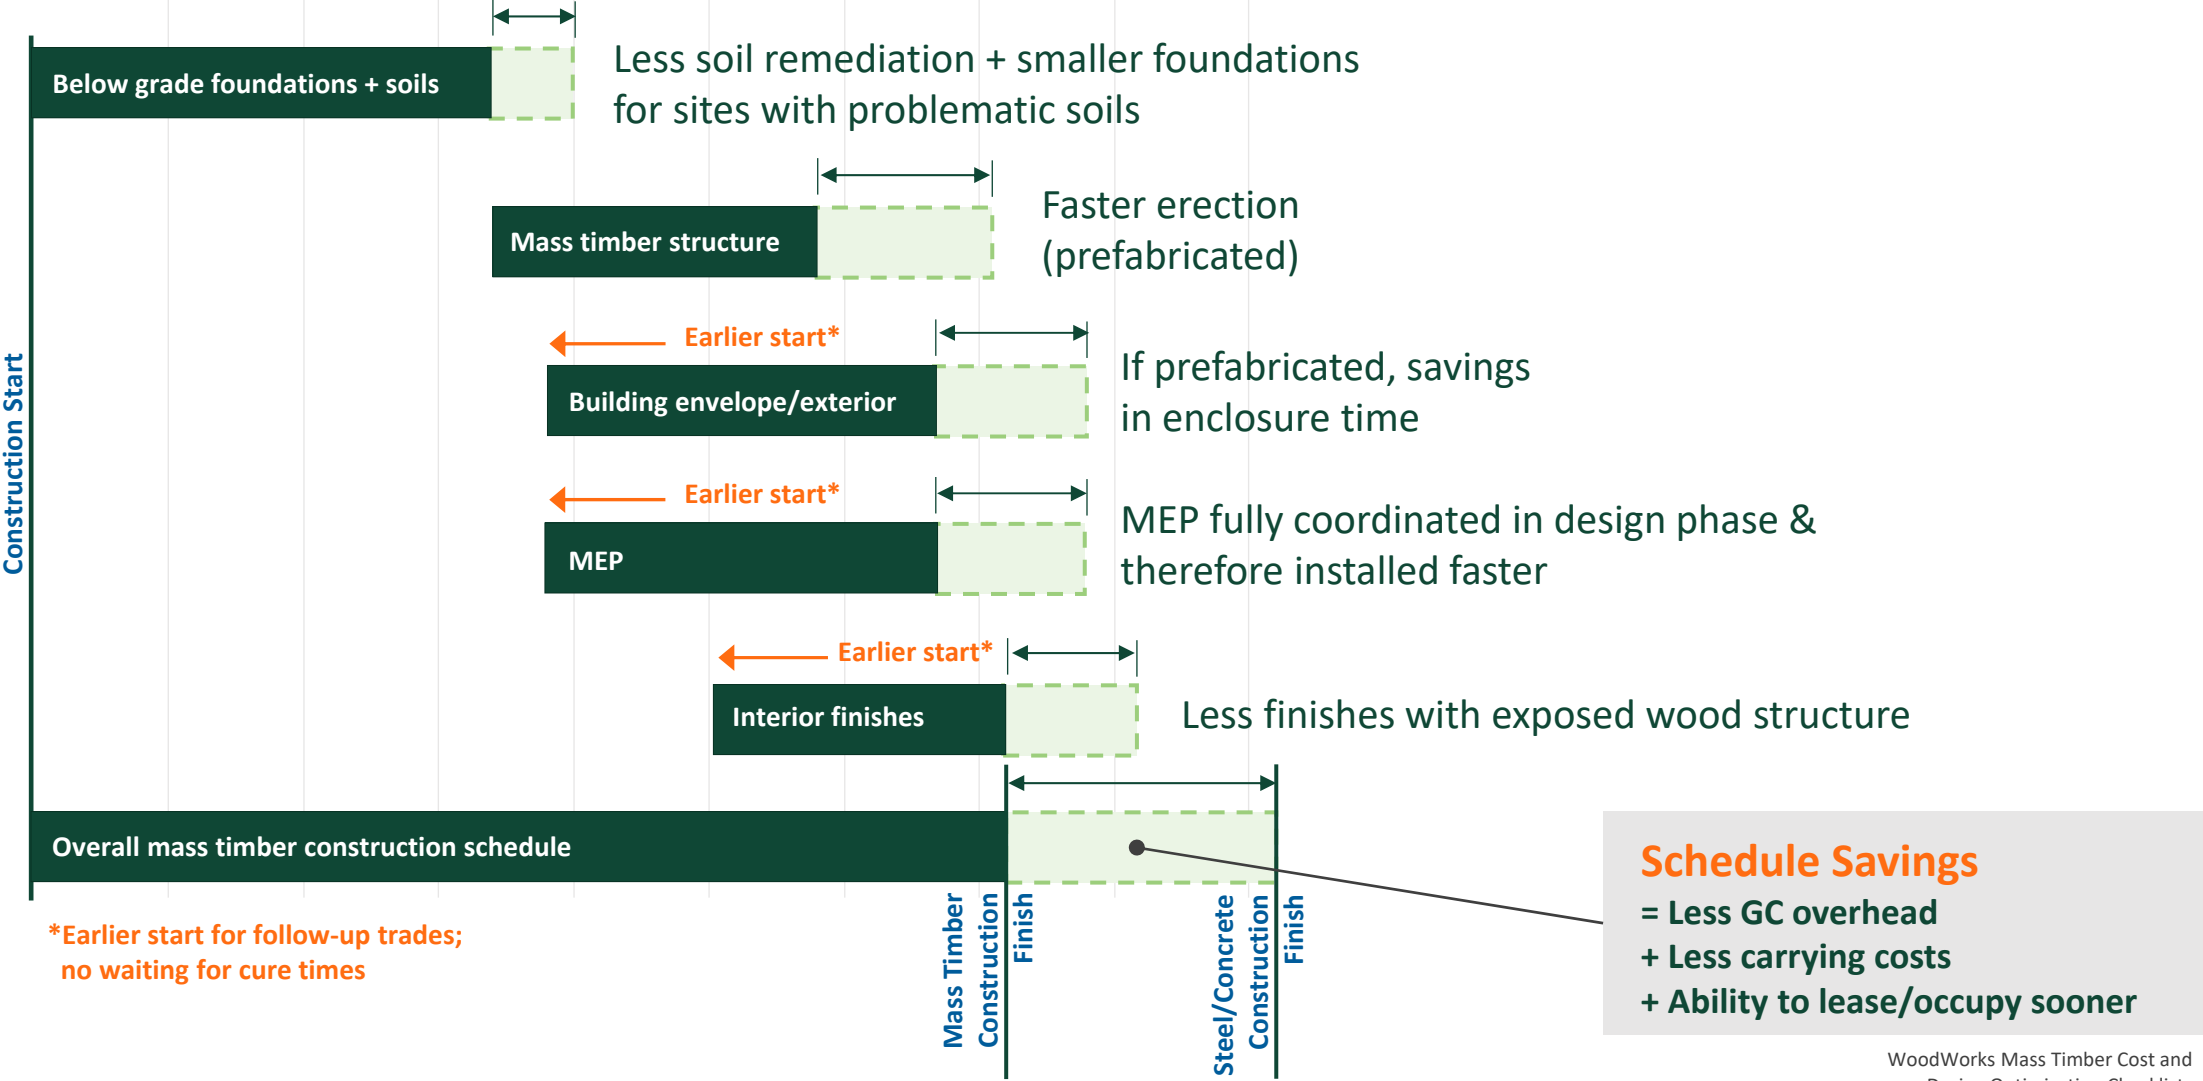 Construction Start
Below grade foundations + soils
Less soil remediation + smaller foundations
for sites with problematic soils
Mass timber structure
Faster erection
(prefabricated)
Earlier start*
Building envelope/exterior
If prefabricated, savings
in enclosure time
Earlier start*
MEP
MEP fully coordinated in design phase &
therefore installed faster
Earlier start*
Interior finishes
Less finishes with exposed wood structure
Overall mass timber construction schedule
*Earlier start for follow-up trades;
no waiting for cure times
Mass Timber
Construction
Finish
Steel/Concrete
Construction
Finish
Schedule Savings
= Less GC overhead
+ Less carrying costs
+ Ability to lease/occupy sooner
WoodWorks Mass Timber Cost and
Design Optimization Checklists